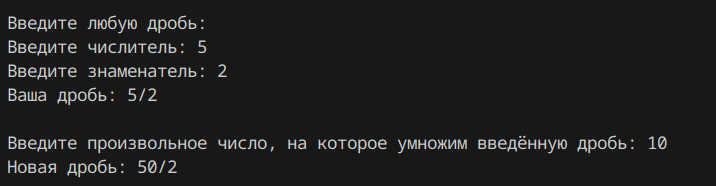 Введите любую дробь:
Введите числитель: 5
Введите знаменатель: 2
Ваша дробь: 5/2
Введите произвольное число, на которое умножим введённую дробь: 10
Новая дробь: 50/2